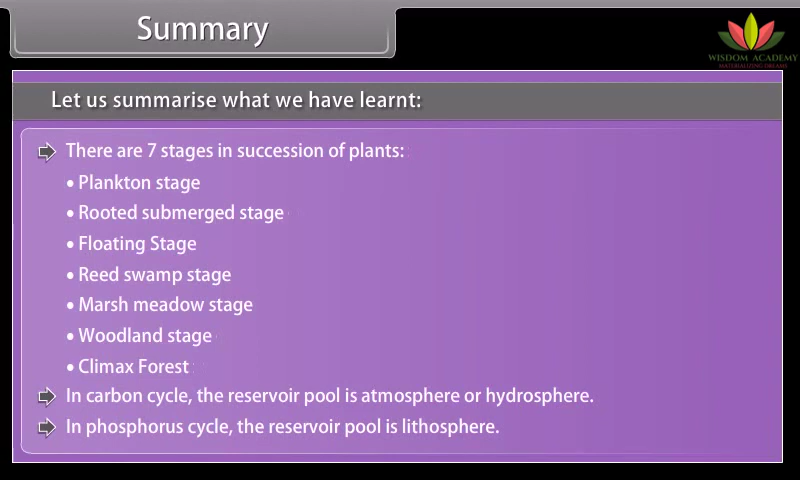 Summary
WISDOM ACADEMY
MATERIALIZING DREAMS
Let us summarise what we have learnt:
There are 7 stages in succession of plants:
• Plankton stage
• Rooted submerged stage
• Floating Stage
• Reed swamp stage
• Marsh meadow stage
• Woodland stage
• Climax Forest
In carbon cycle, the reservoir pool is atmosphere or hydrosphere.
In phosphorus cycle, the reservoir pool is lithosphere.